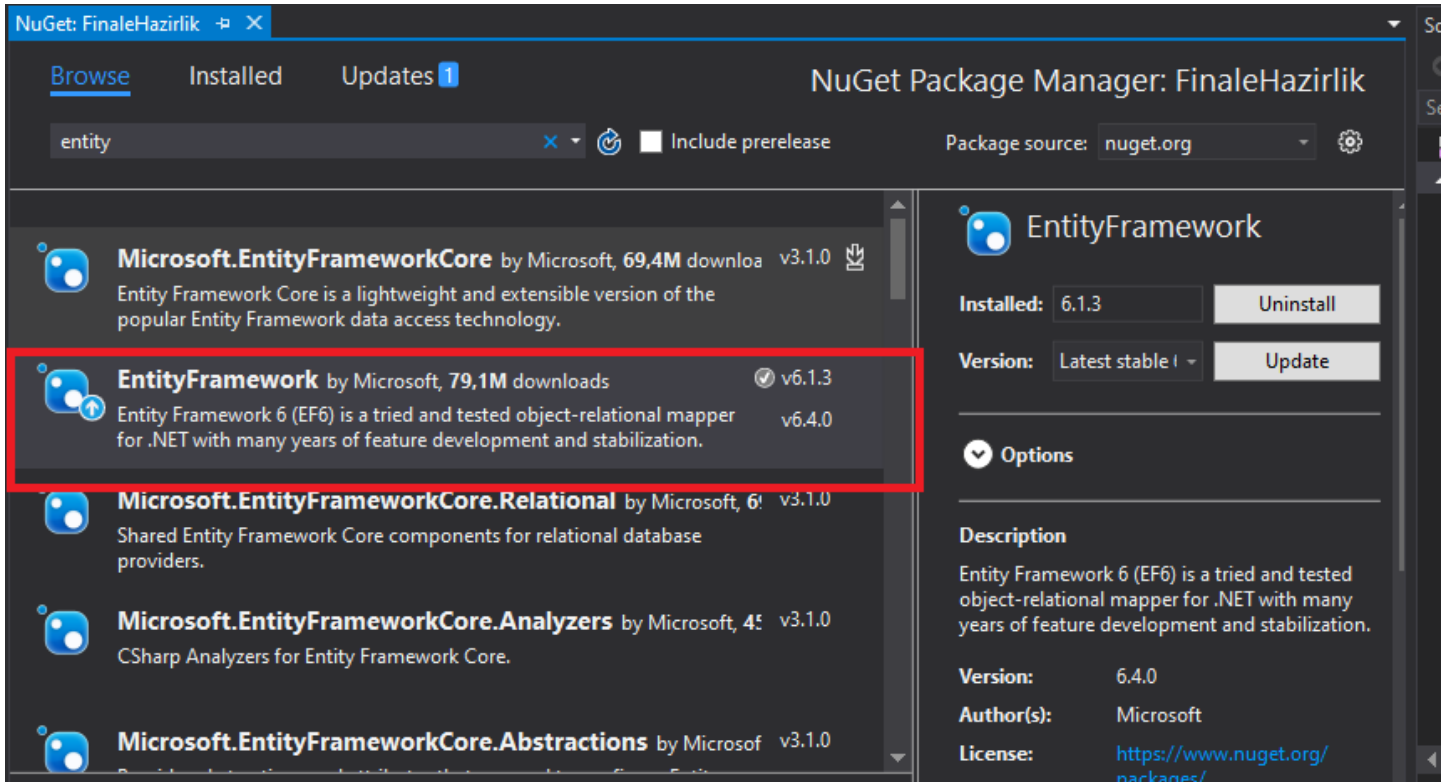 NuGet: FinaleHazirlik
Browse Installed Updates 1
NuGet Package Manager: FinaleHazirlik
entity
Include prerelease
Package source: nuget.org
Microsoft.EntityFrameworkCore by Microsoft, 69,4M downloa v3.1.0
Entity Framework Core is a lightweight and extensible version of the
popular Entity Framework data access technology.
EntityFramework by Microsoft, 79,1M downloads v6.1.3
Entity Framework 6 (EF6) is a tried and tested object-relational mapper v6.4.0
for .NET with many years of feature development and stabilization.
Microsoft.EntityFrameworkCore.Relational by Microsoft, v3.1.0
Shared Entity Framework Core components for relational database
providers.
Microsoft.EntityFrameworkCore.Analyzers by Microsoft, v3.1.0
CSharp Analyzers for Entity Framework Core.
Microsoft.EntityFrameworkCore.Abstractions by Microsof v3.1.0
EntityFramework
Installed: 6.1.3 Uninstall
Version: Latest stable Update
Options
Description
Entity Framework 6 (EF6) is a tried and tested
object-relational mapper for .NET with many
years of feature development and stabilization.
Version: 6.4.0
Author(s): Microsoft
License: https://www.nuget.org/
packages/